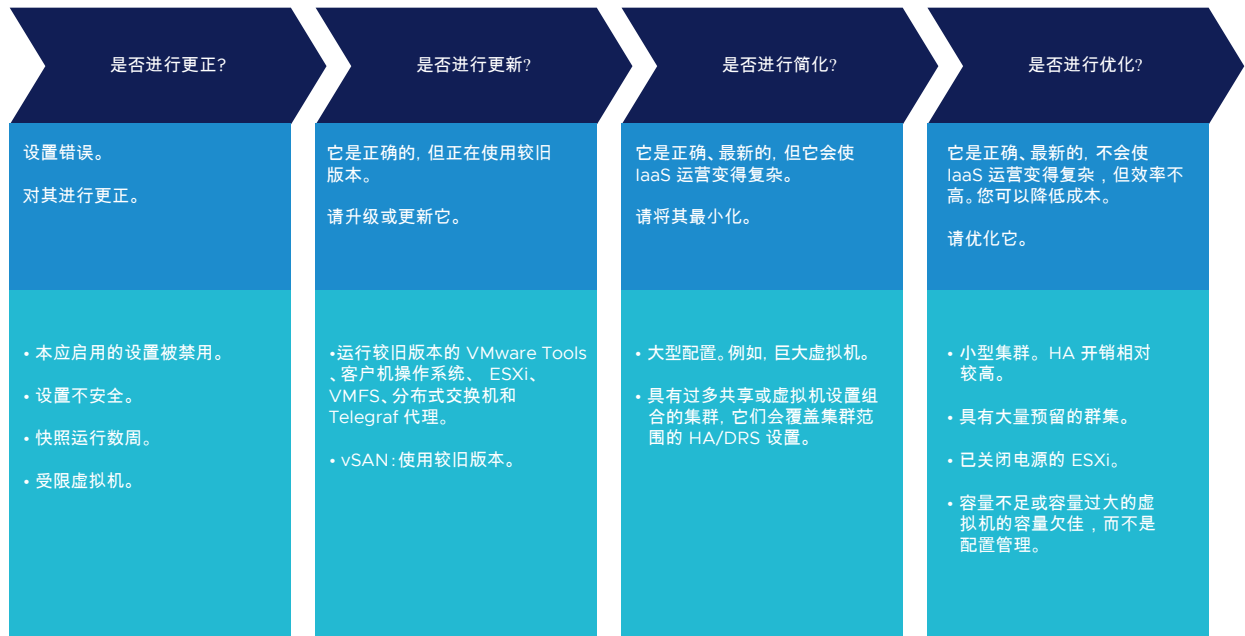 是否进行更正?
是否进行更新?
是否进行简化?
是否进行优化?
设置错误。
对其进行更正。
它是正确的, 但正在使用较旧
版本。
请升级或更新它。
它是正确、最新的, 但它会使
IaaS 运营变得复杂。
请将其最小化。
它是正确、最新的, 不会使
IaaS 运营变得复杂 , 但效率不
高。您可以降低成本。
请优化它。
• 本应启用的设置被禁用。
• 设置不安全。
• 快照运行数周。
• 受限虚拟机。
•运行较旧版本的 VMware Tools
、客户机操作系统、 ESXi、
VMFS、分布式交换机和
Telegraf 代理。
• vSAN:使用较旧版本。
• 大型配置。例如, 巨大虚拟机。
• 具有过多共享或虚拟机设置组
合的集群, 它们会覆盖集群范
围的 HA/DRS 设置。
• 小型集群。 HA 开销相对
较高。
• 具有大量预留的群集。
• 已关闭电源的 ESXi。
• 容量不足或容量过大的虚
拟机的容量欠佳 , 而不是
配置管理。